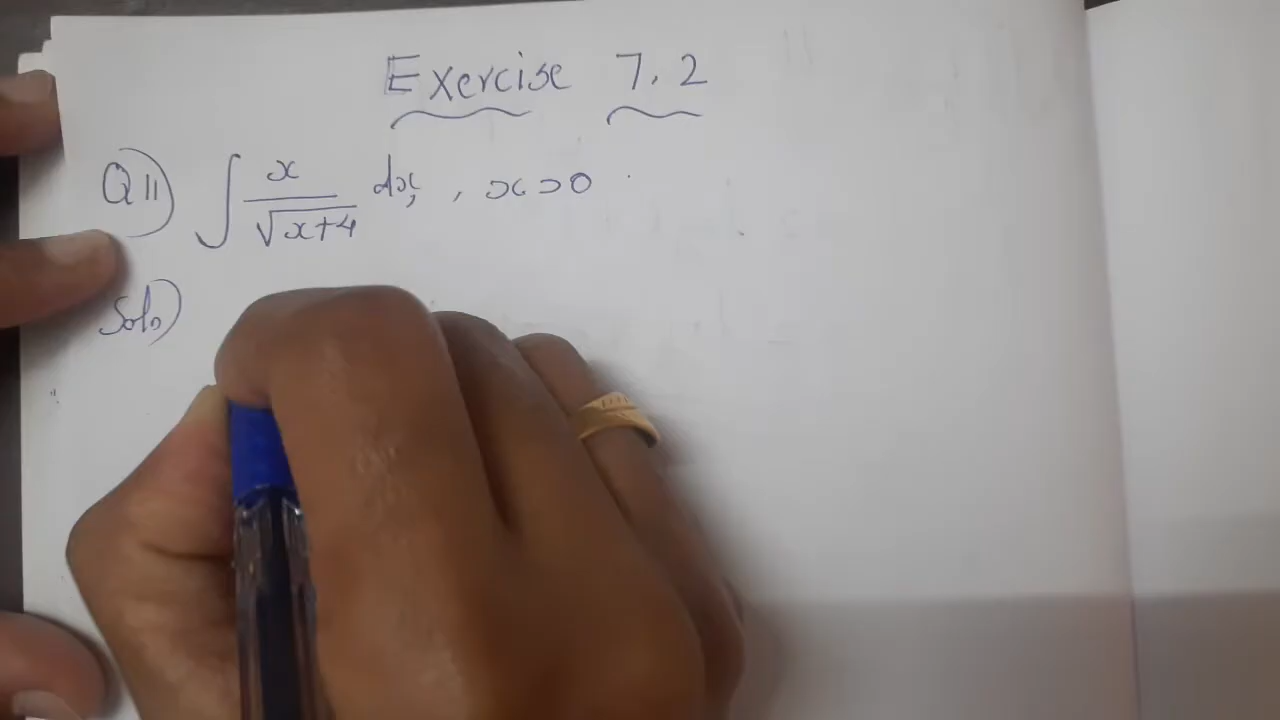 Exercise 7.2
Q11) ∫ x/√(x+4) dx, , x>0
Soln)